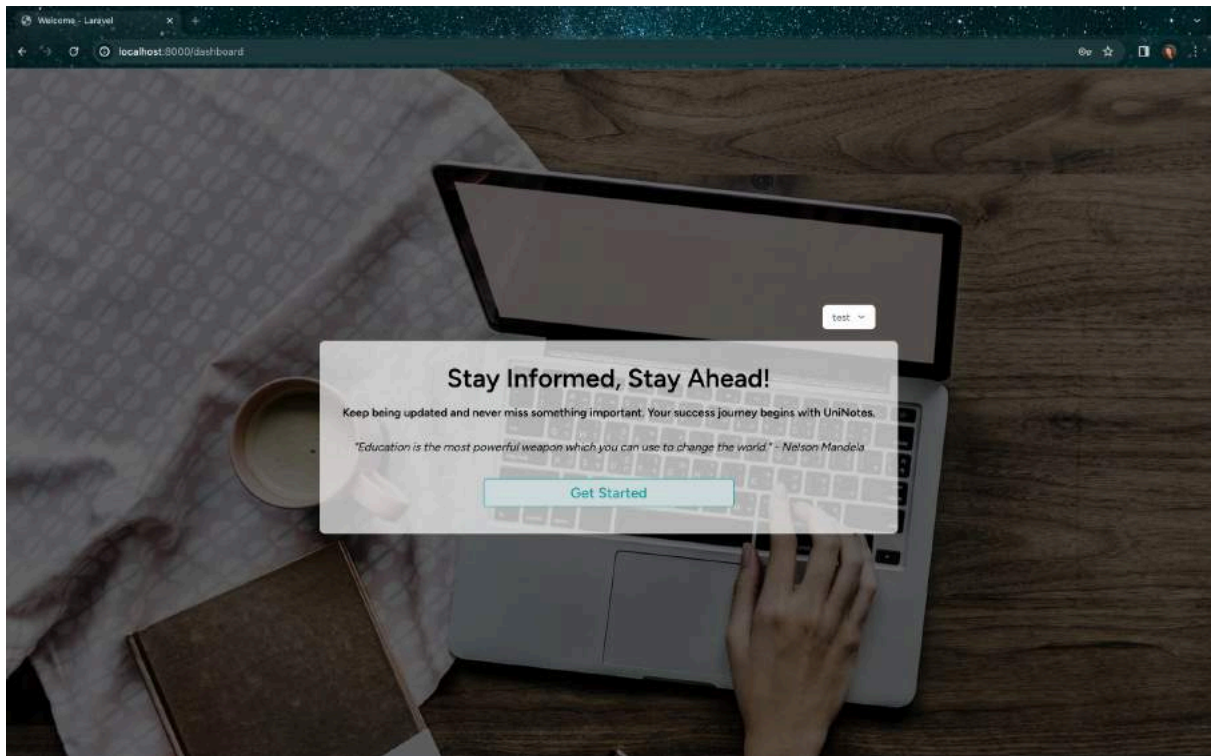 Welcome - Laravel
localhost:8000/dashboard
test
Stay Informed, Stay Ahead!
Keep being updated and never miss something important. Your success journey begins with UniNotes.
"Education is the most powerful weapon which you can use to change the world." - Nelson Mandela
Get Started